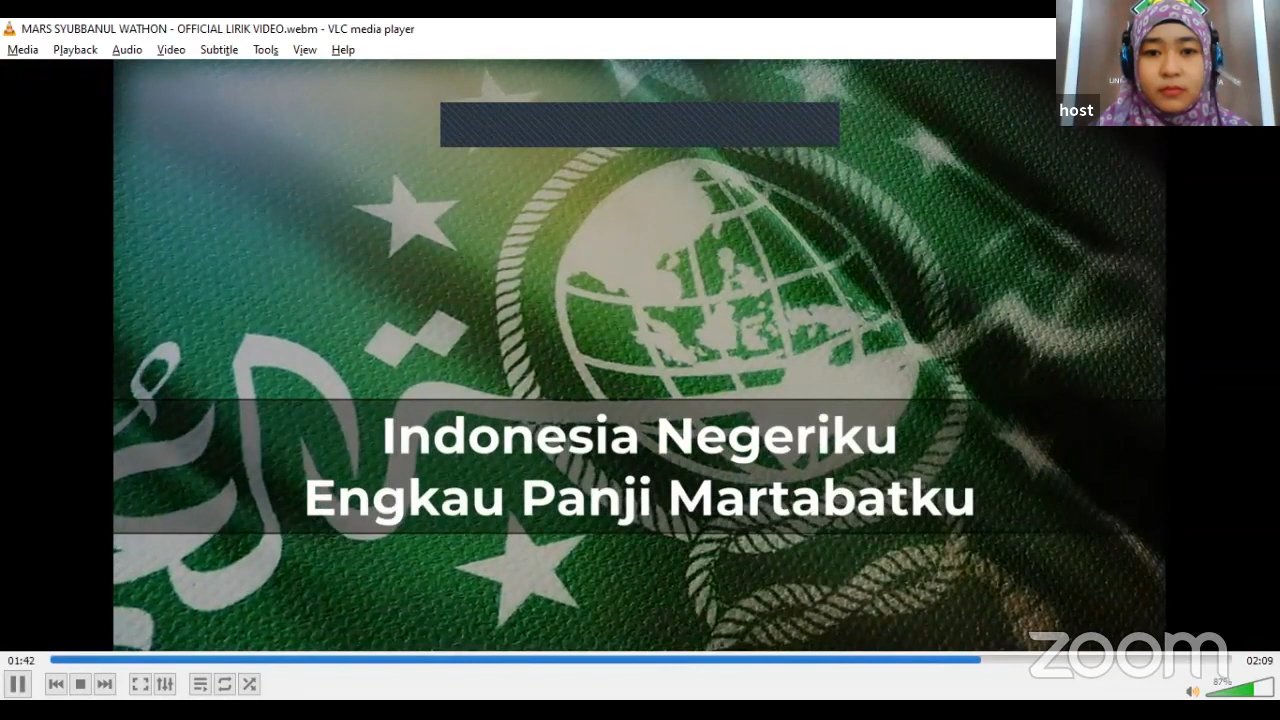 MARS SYUBBANUL WATHON - OFFICIAL LIRIK VIDEO.webm - VLC media player
Media Playback Audio Video Subtitle Tools View Help
host
Indonesia Negeriku
Engkau Panji Martabatku
zoom
01:42
02:09
87%